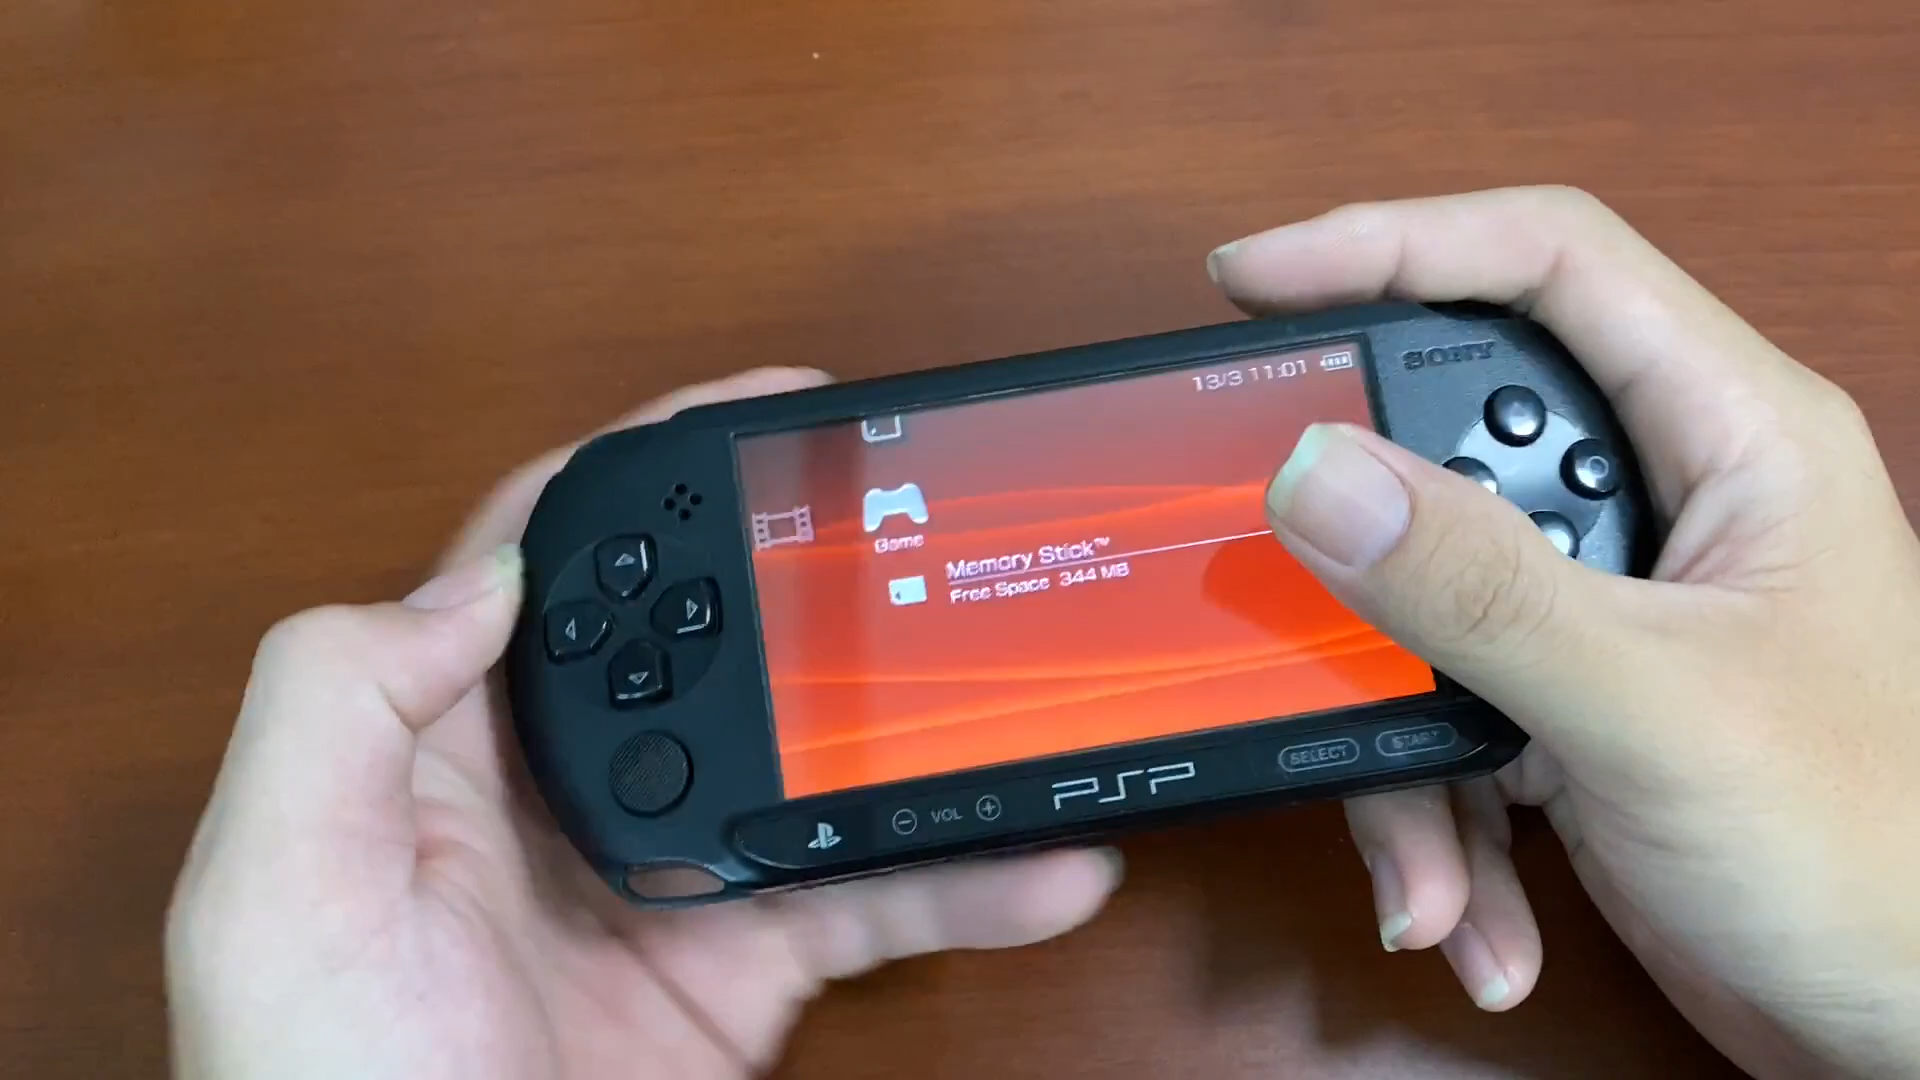 SONY
13/3 11:01
Game
Memory Stick™
Free Space 344 MB
VOL
PSP
SELECT
START